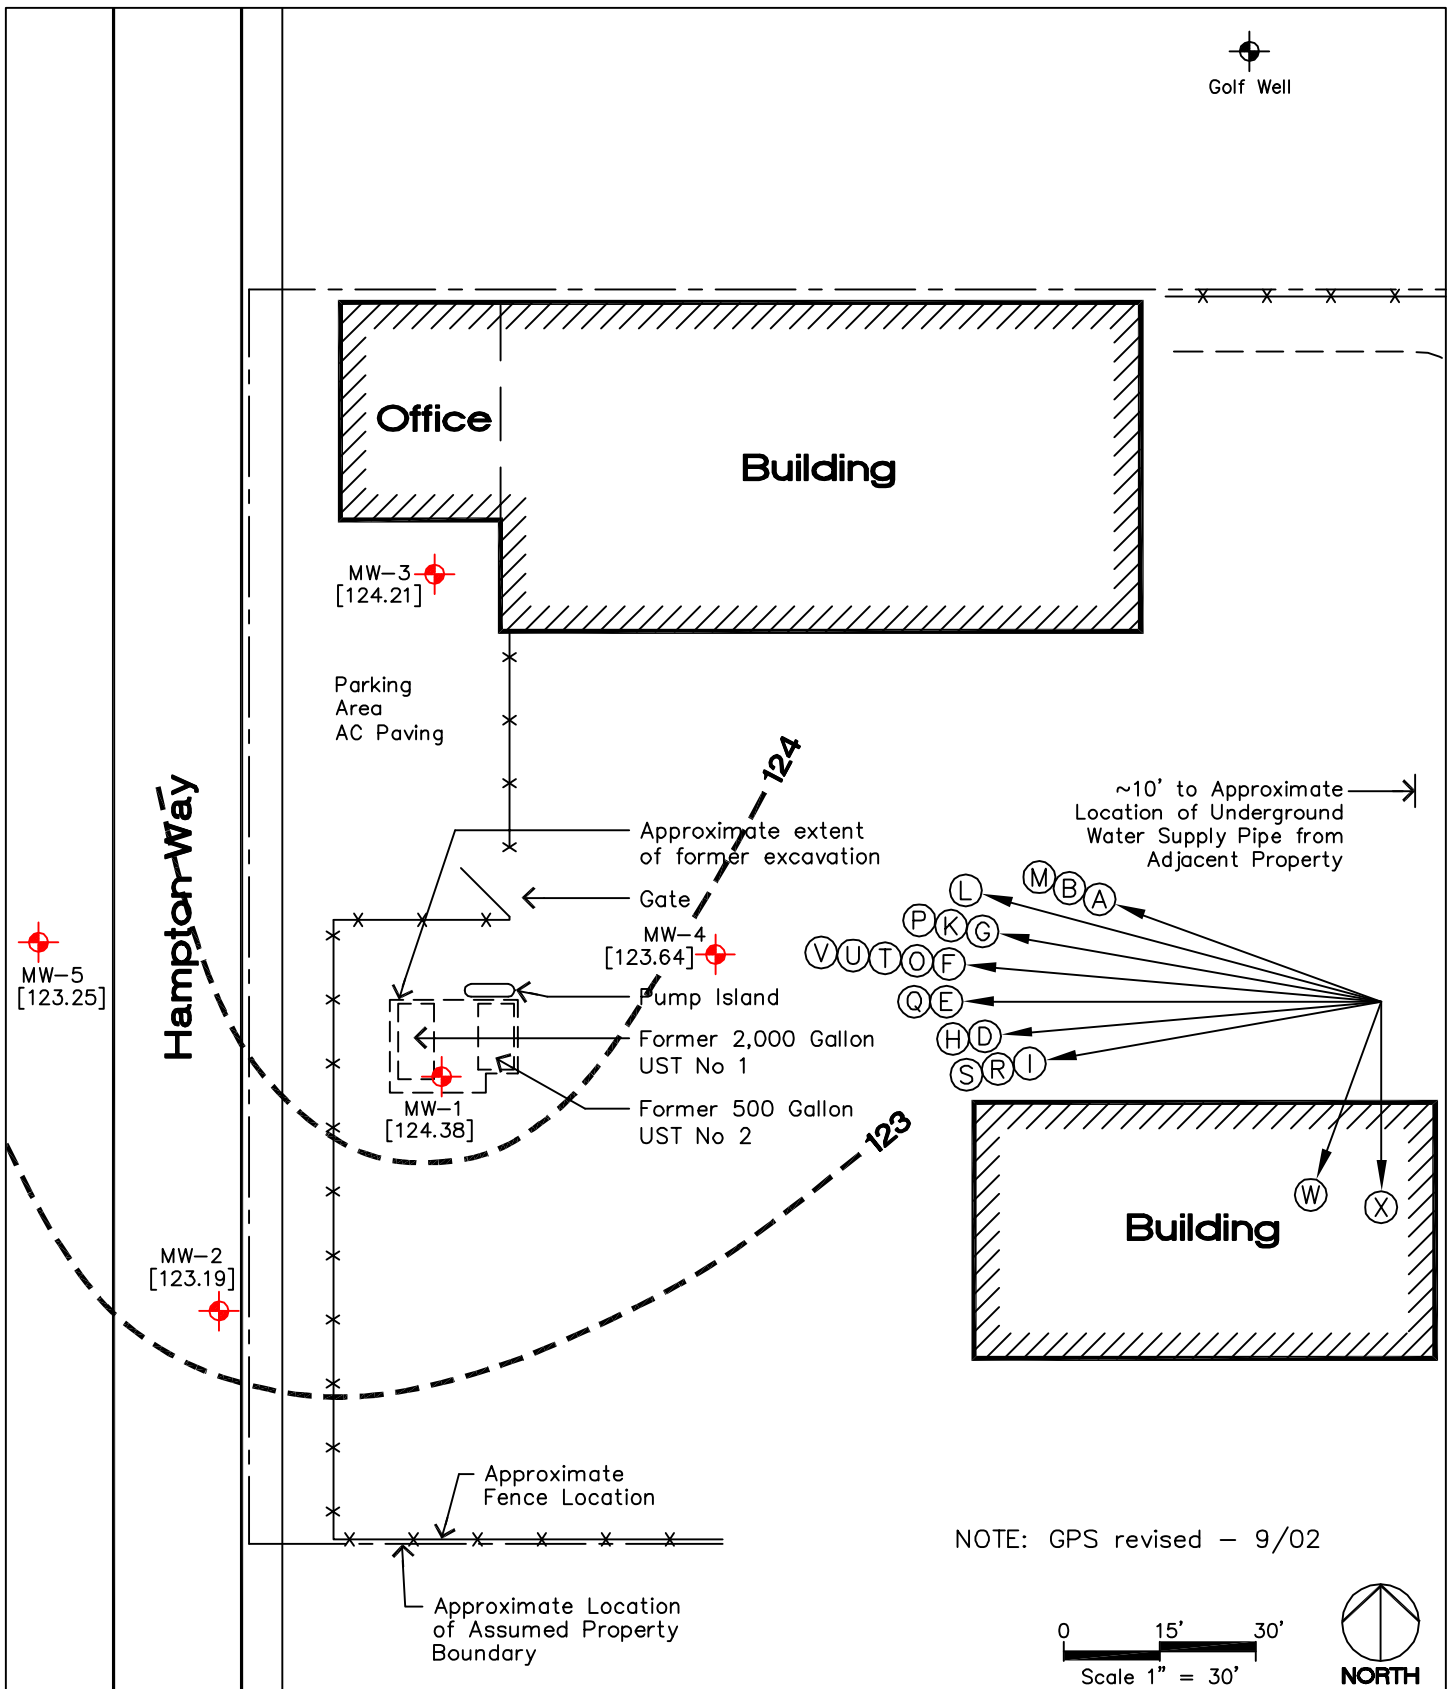 Golf Well
Office
Building
MW-3
[124.21]
Parking
Area
AC Paving
124
Hampton Way
~10' to Approximate
Location of Underground
Water Supply Pipe from
Adjacent Property
Approximate extent
of former excavation
Gate
MW-4
[123.64]
MW-5
[123.25]
Pump Island
Former 2,000 Gallon
UST No 1
Former 500 Gallon
UST No 2
MW-1
[124.38]
123
M B A
L
P K G
V U T O F
Q E
H D
S R I
W
X
Building
MW-2
[123.19]
Approximate
Fence Location
Approximate Location
of Assumed Property
Boundary
NOTE: GPS revised - 9/02
0 15' 30'
Scale 1" = 30'
NORTH